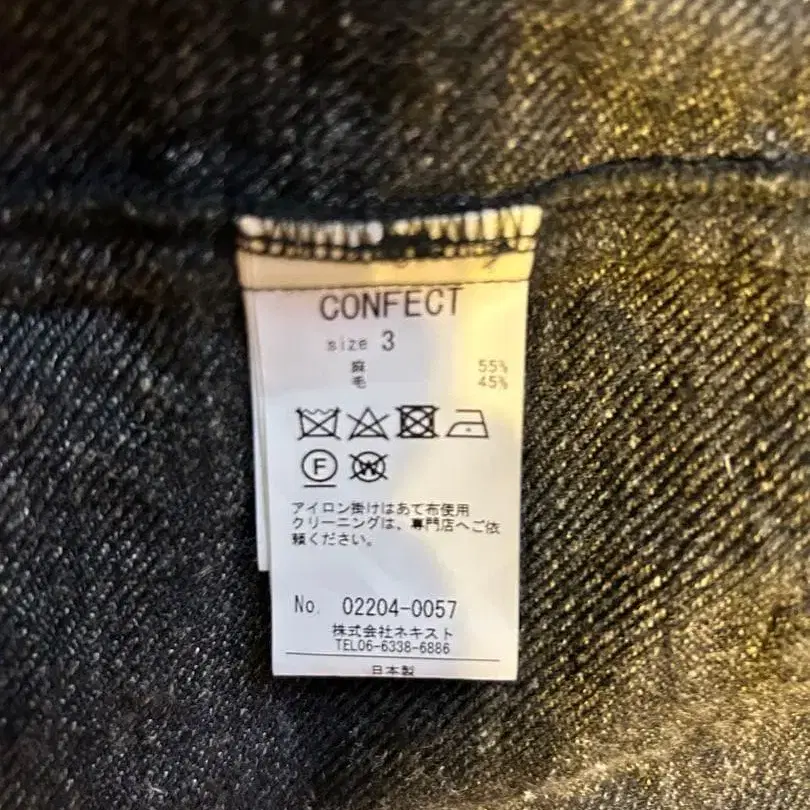 CONFECT
size 3
麻 55%
毛 45%
F W
アイロン掛けはあて布使用
クリーニングは、専門店へご依
頼ください。
No. 02204-0057
株式会社ネキスト
TEL06-6338-6886
日本製